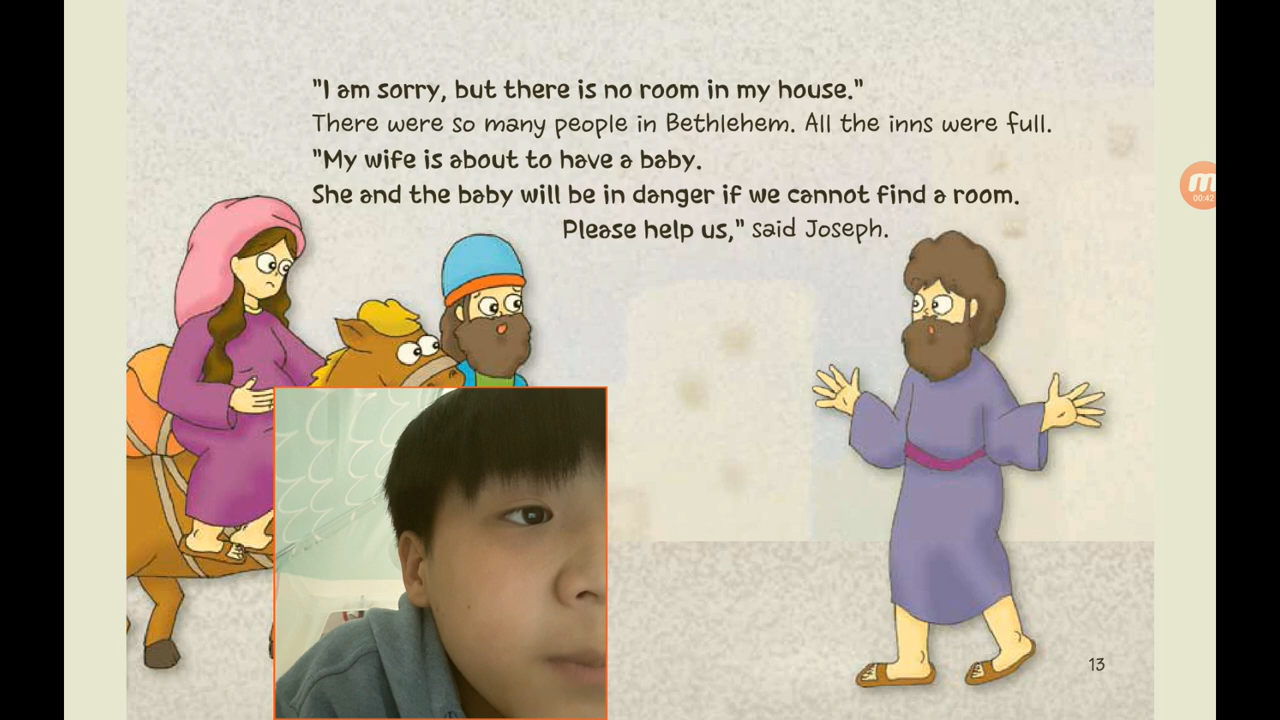 "I am sorry, but there is no room in my house."
There were so many people in Bethlehem. All the inns were full.
"My wife is about to have a baby.
She and the baby will be in danger if we cannot find a room.
Please help us," said Joseph.
00:42
13